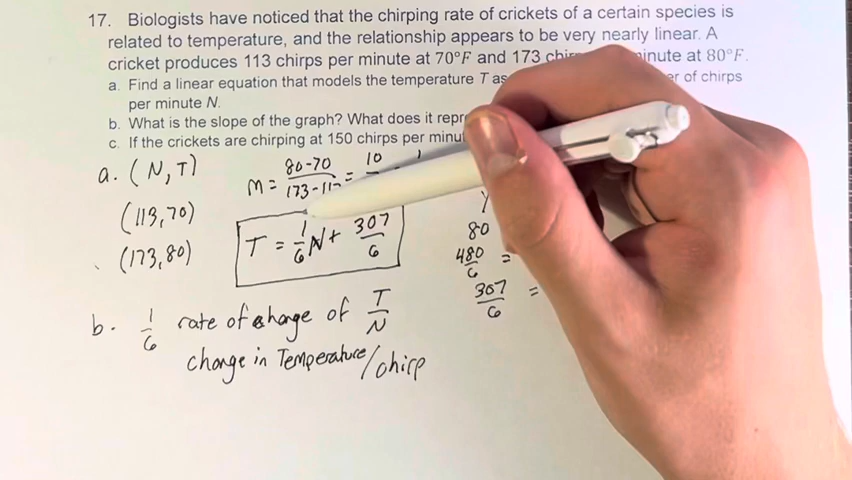 17. Biologists have noticed that the chirping rate of crickets of a certain species is
related to temperature, and the relationship appears to be very nearly linear. A
cricket produces 113 chirps per minute at 70°F and 173 chir inute at 80°F.
a. Find a linear equation that models the temperature T as er of chirps
per minute N.
b. What is the slope of the graph? What does it repr
c. If the crickets are chirping at 150 chirps per minu
a. (N, T)
(113, 70)
(173, 80)
m = 80-70 / 173-11 = 10
T = 1/6 N + 307/6
y
80
480/6 =
307/6 =
b. 1/6 rate of change of T/N
change in Temperature/chirp